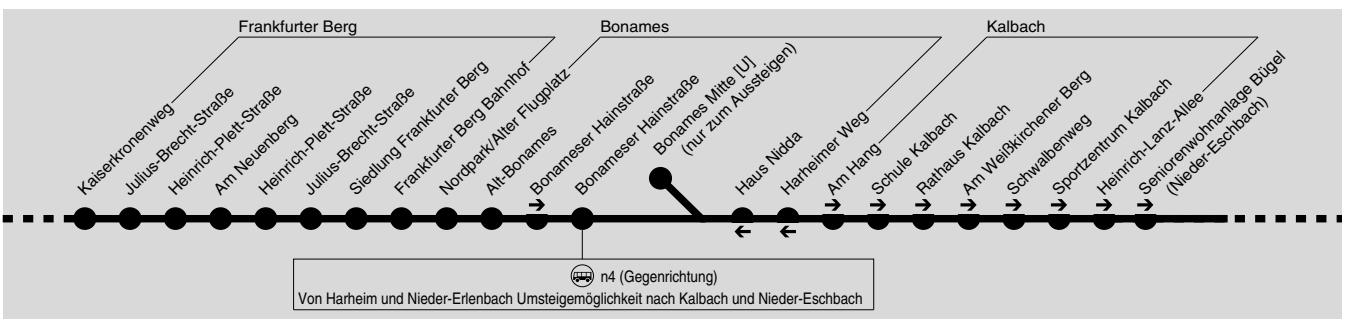 Frankfurter Berg
Bonames
Kalbach
Kaiserkronenweg
Julius-Brecht-Straße
Heinrich-Plett-Straße
Am Neuenberg
Heinrich-Plett-Straße
Julius-Brecht-Straße
Siedlung Frankfurter Berg
Frankfurter Berg Bahnhof
Nordpark/Alter Flugplatz
Alt-Bonames
Bonameser Hainstraße
Bonameser Hainstraße
Bonames Mitte [U]
(nur zum Aussteigen)
Haus Nidda
Harheimer Weg
Am Hang
Schule Kalbach
Rathaus Kalbach
Am Weißkirchener Berg
Schwalbenweg
Sportzentrum Kalbach
Heinrich-Lanz-Allee
Seniorenwohnanlage Bügel
(Nieder-Eschbach)
n4 (Gegenrichtung)
Von Harheim und Nieder-Erlenbach Umsteigemöglichkeit nach Kalbach und Nieder-Eschbach